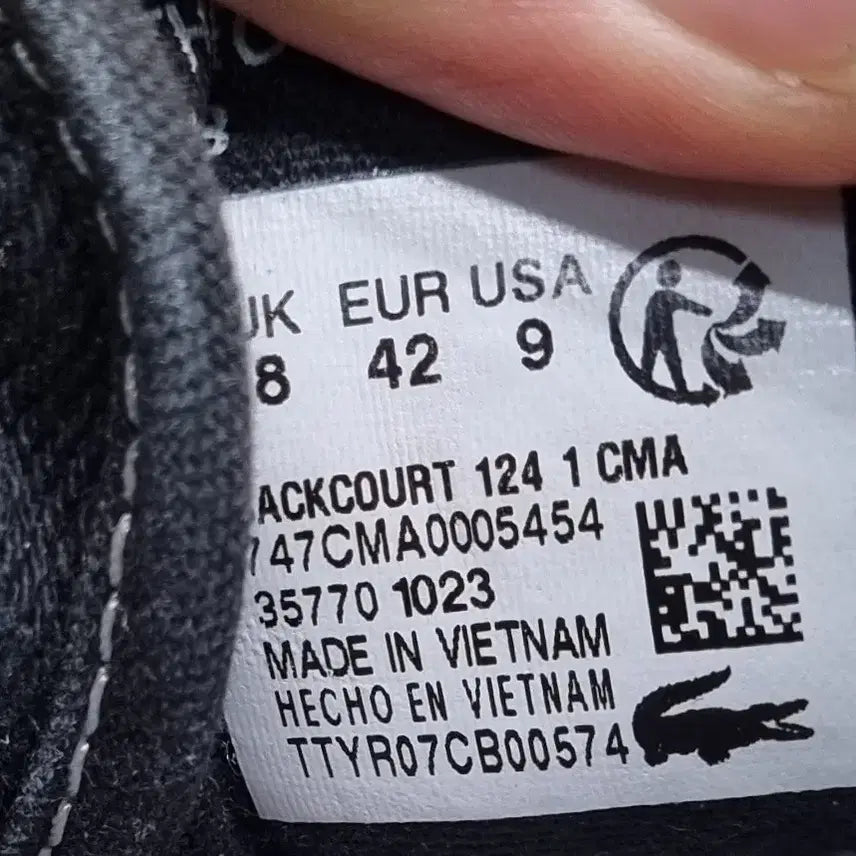 UK EUR USA
8 42 9
ACKCOURT 124 1 CMA
747CMA0005454
35770 1023
MADE IN VIETNAM
HECHO EN VIETNAM
TTYR07CB00574